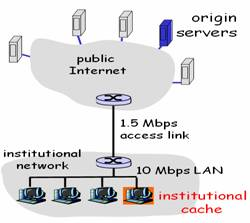 origin
servers
public
Internet
1.5 Mbps
access link
institutional
network
10 Mbps LAN
institutional
cache